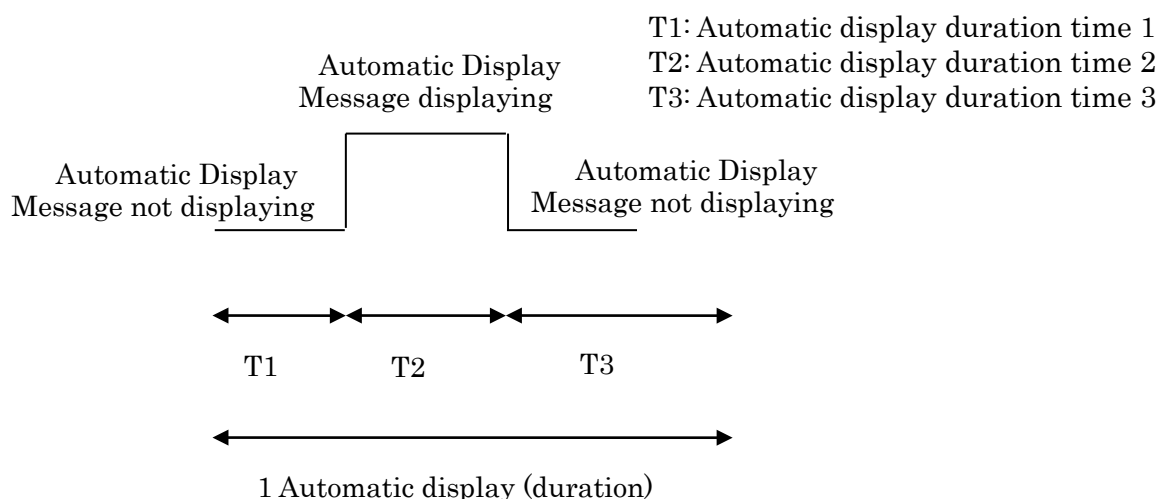 T1: Automatic display duration time 1
T2: Automatic display duration time 2
T3: Automatic display duration time 3
Automatic Display
Message displaying
Automatic Display
Message not displaying
Automatic Display
Message not displaying
T1
T2
T3
1 Automatic display (duration)